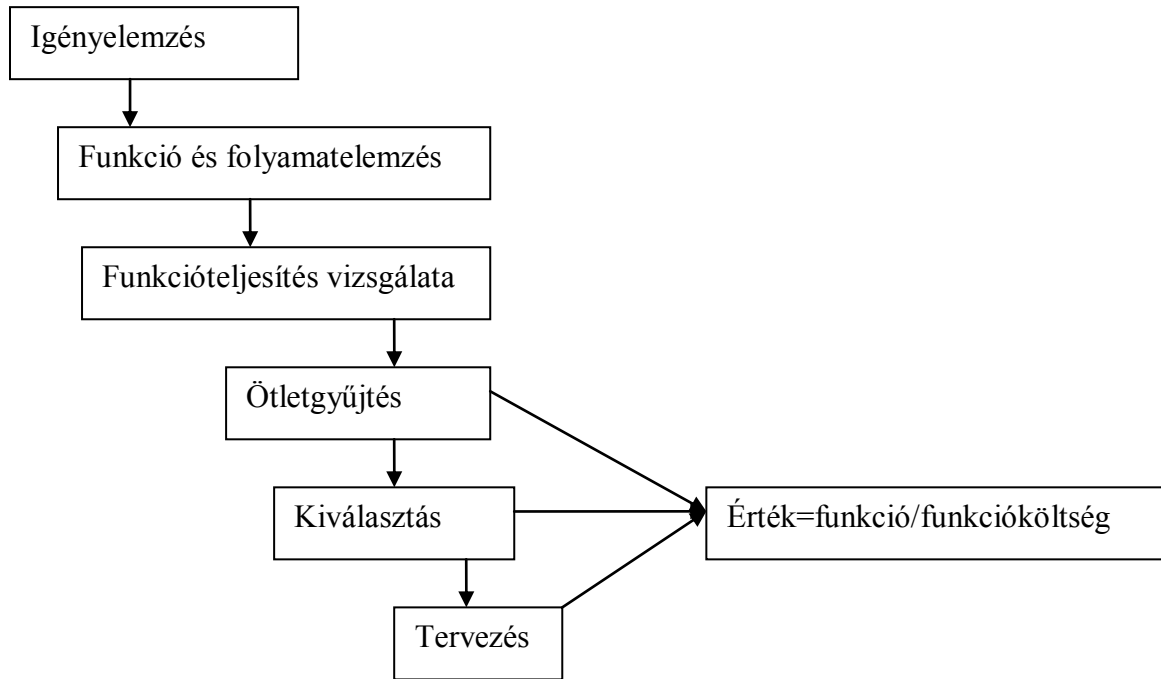 Igényelemzés
Funkció és folyamatelemzés
Funkcióteljesítés vizsgálata
Ötletgyűjtés
Kiválasztás
Érték=funkció/funkcióköltség
Tervezés